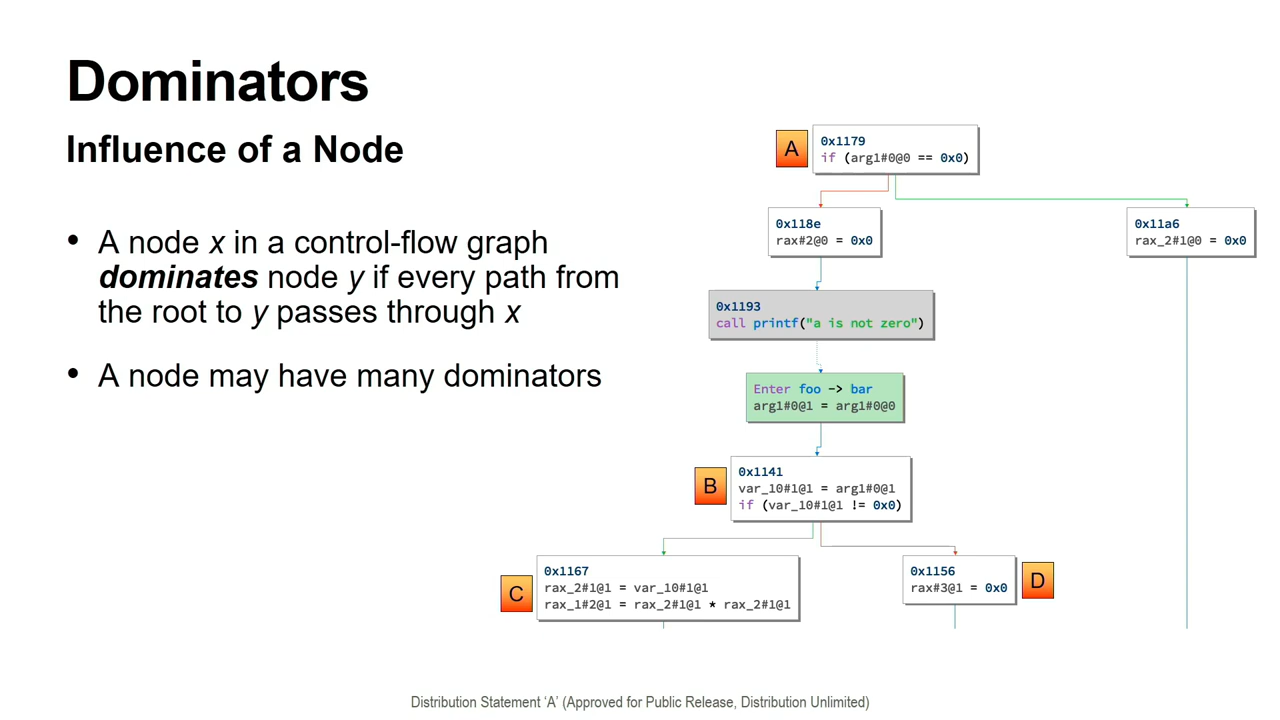 Dominators
Influence of a Node
• A node x in a control-flow graph
dominates node y if every path from
the root to y passes through x
• A node may have many dominators
A
0x1179
if (arg1#0@0 == 0x0)
0x118e
rax#2@0 = 0x0
0x11a6
rax_2#1@0 = 0x0
0x1193
call printf("a is not zero")
Enter foo -> bar
arg1#0@1 = arg1#0@0
B
0x1141
var_10#1@1 = arg1#0@1
if (var_10#1@1 != 0x0)
C
0x1167
rax_2#1@1 = var_10#1@1
rax_1#2@1 = rax_2#1@1 * rax_2#1@1
0x1156
rax#3@1 = 0x0
D
Distribution Statement ‘A’ (Approved for Public Release, Distribution Unlimited)